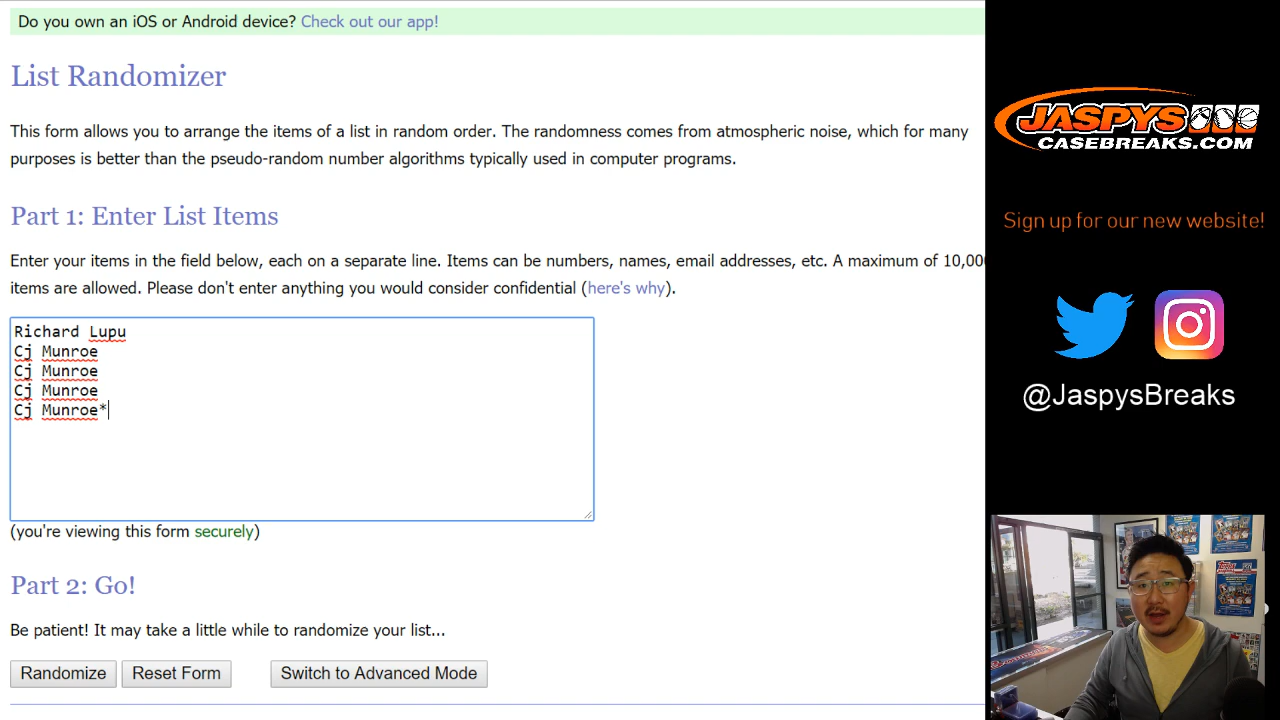 Do you own an iOS or Android device? Check out our app!
List Randomizer
This form allows you to arrange the items of a list in random order. The randomness comes from atmospheric noise, which for many
purposes is better than the pseudo-random number algorithms typically used in computer programs.
Part 1: Enter List Items
Enter your items in the field below, each on a separate line. Items can be numbers, names, email addresses, etc. A maximum of 10,00
items are allowed. Please don't enter anything you would consider confidential (here's why).
Richard Lupu
Cj Munroe
Cj Munroe
Cj Munroe
Cj Munroe*
(you're viewing this form securely)
Part 2: Go!
Be patient! It may take a little while to randomize your list...
Randomize Reset Form Switch to Advanced Mode
JASPYS
CASEBREAKS.COM
Sign up for our new website!
@JaspysBreaks